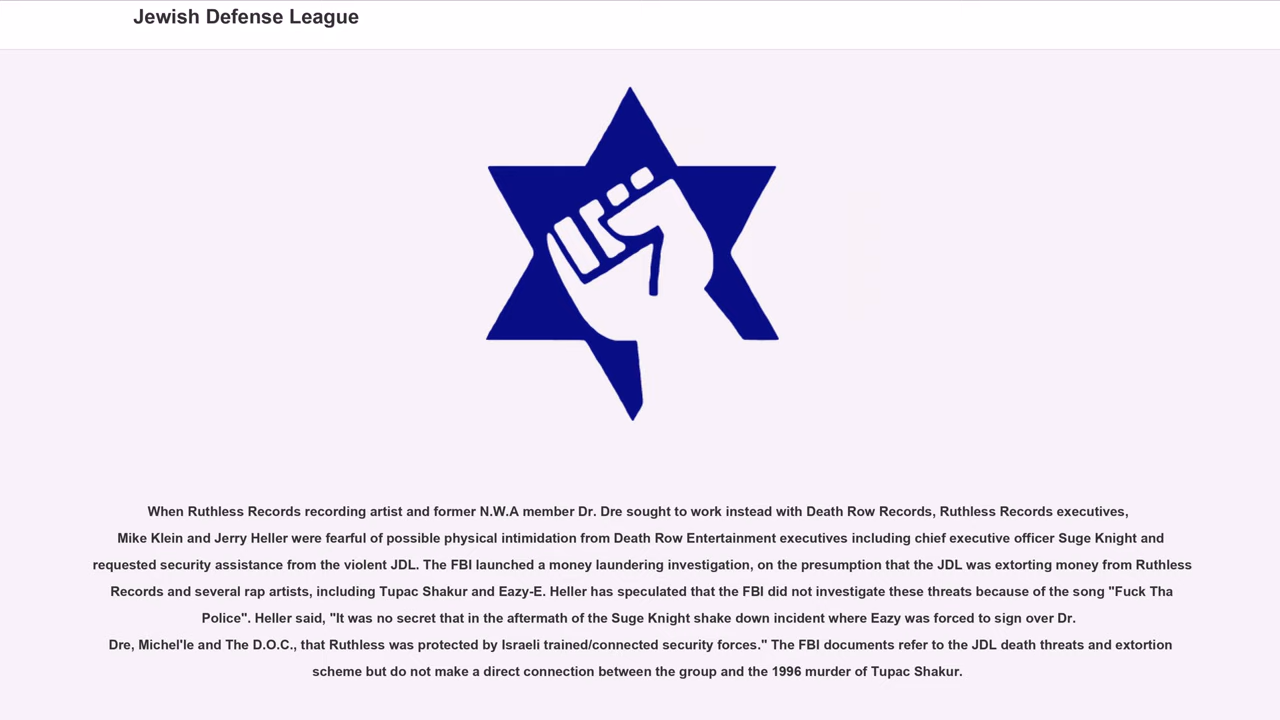 Jewish Defense League
When Ruthless Records recording artist and former N.W.A member Dr. Dre sought to work instead with Death Row Records, Ruthless Records executives,
Mike Klein and Jerry Heller were fearful of possible physical intimidation from Death Row Entertainment executives including chief executive officer Suge Knight and
requested security assistance from the violent JDL. The FBI launched a money laundering investigation, on the presumption that the JDL was extorting money from Ruthless
Records and several rap artists, including Tupac Shakur and Eazy-E. Heller has speculated that the FBI did not investigate these threats because of the song "Fuck Tha
Police". Heller said, "It was no secret that in the aftermath of the Suge Knight shake down incident where Eazy was forced to sign over Dr.
Dre, Michel'le and The D.O.C., that Ruthless was protected by Israeli trained/connected security forces." The FBI documents refer to the JDL death threats and extortion
scheme but do not make a direct connection between the group and the 1996 murder of Tupac Shakur.